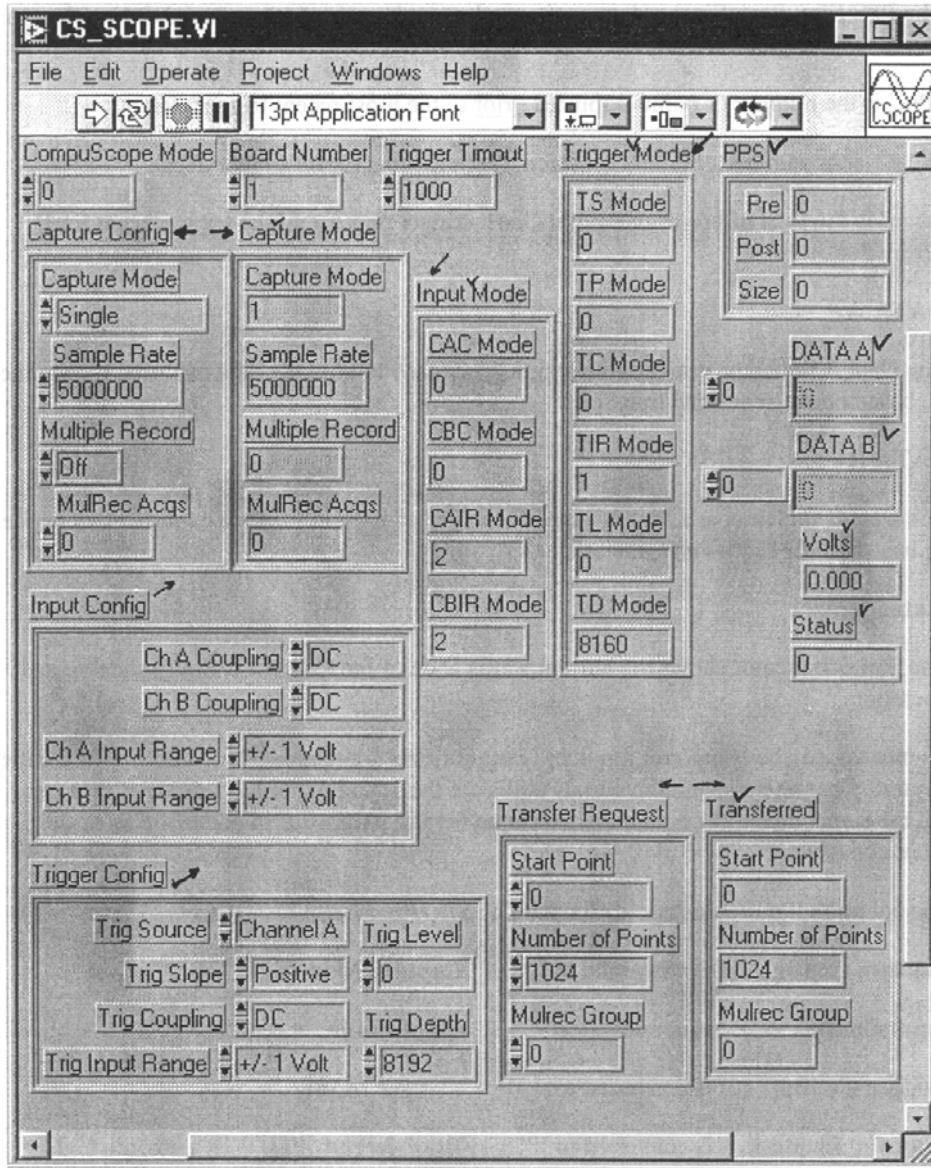 CS_SCOPE.VI
File Edit Operate Project Windows Help
13pt Application Font
CSCOPE
CompuScope Mode
0
Board Number
1
Trigger Timout
1000
Capture Config
Capture Mode
Single
Sample Rate
5000000
Multiple Record
Off
MulRec Acqs
0
Capture Mode
Capture Mode
1
Sample Rate
5000000
Multiple Record
0
MulRec Acqs
0
Input Mode
CAC Mode
0
CBC Mode
0
CAIR Mode
2
CBIR Mode
2
Trigger Mode
TS Mode
0
TP Mode
0
TC Mode
0
TIR Mode
1
TL Mode
0
TD Mode
8160
PPS
Pre 0
Post 0
Size 0
DATA A
0 0
DATA B
0 0
Volts
0.000
Status
0
Input Config
Ch A Coupling DC
Ch B Coupling DC
Ch A Input Range +/- 1 Volt
Ch B Input Range +/- 1 Volt
Trigger Config
Trig Source Channel A
Trig Slope Positive
Trig Coupling DC
Trig Input Range +/- 1 Volt
Trig Level
0
Trig Depth
8192
Transfer Request
Start Point
0
Number of Points
1024
Mulrec Group
0
Transferred
Start Point
0
Number of Points
1024
Mulrec Group
0